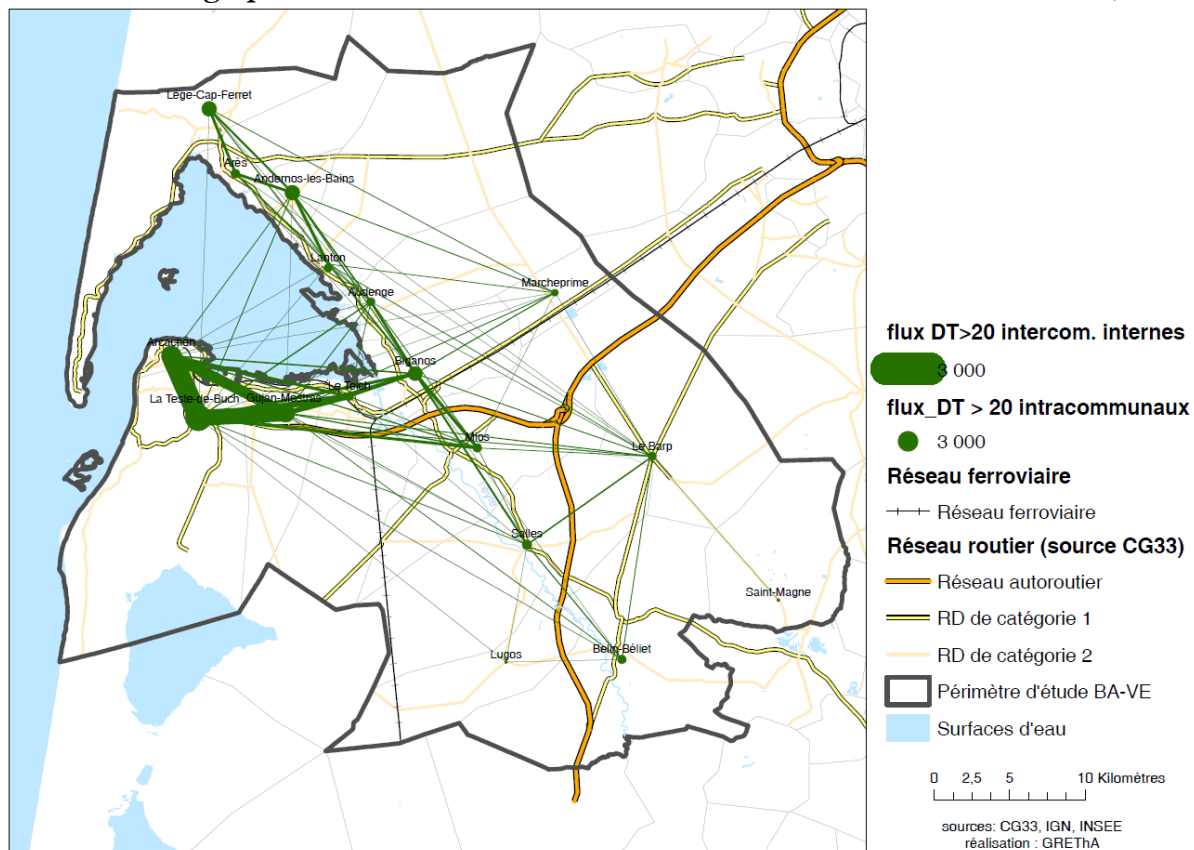 Lège-Cap-Ferret
Arès
Andernos-les-Bains
Lanton
Marcheprime
Audenge
Arcachon
Biganos
Le Teich
La Teste-de-Buch
Gujan-Mestras
Mios
Le Barp
Salles
Saint-Magne
Lugos
Belin-Béliet
flux DT>20 intercom. internes
3 000
flux_DT > 20 intracommunaux
3 000
Réseau ferroviaire
Réseau ferroviaire
Réseau routier (source CG33)
Réseau autoroutier
RD de catégorie 1
RD de catégorie 2
Périmètre d'étude BA-VE
Surfaces d'eau
0 2,5 5 10 Kilomètres
sources: CG33, IGN, INSEE
réalisation : GREThA